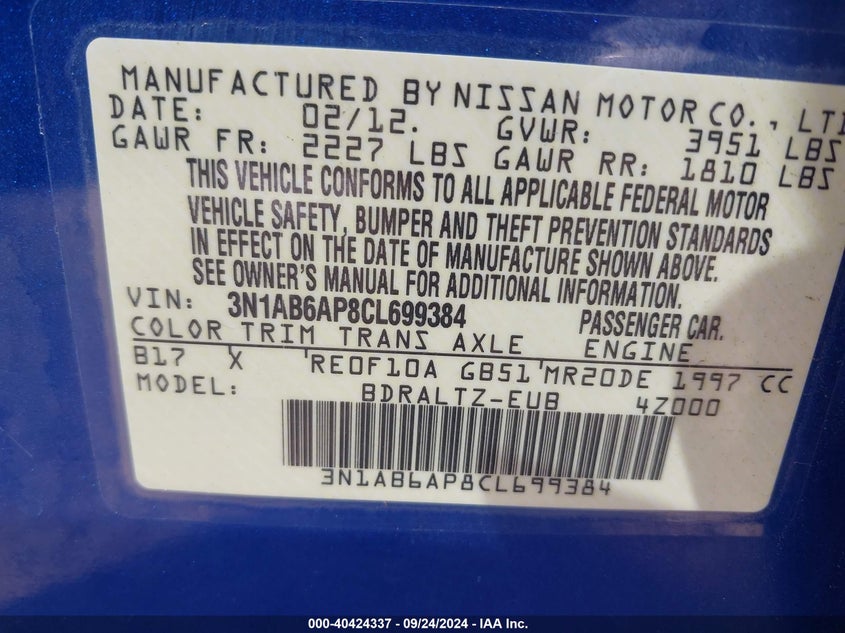 MANUFACTURED BY NISSAN MOTOR CO., LTD
DATE: 02/12. GVWR: 3951 LBS
GAWR FR: 2227 LBS GAWR RR: 1810 LBS
THIS VEHICLE CONFORMS TO ALL APPLICABLE FEDERAL MOTOR
VEHICLE SAFETY, BUMPER AND THEFT PREVENTION STANDARDS
IN EFFECT ON THE DATE OF MANUFACTURE SHOWN ABOVE.
SEE OWNER'S MANUAL FOR ADDITIONAL INFORMATION.
VIN: 3N1AB6AP8CL699384 PASSENGER CAR.
COLOR TRIM TRANS AXLE ENGINE
B17 X RE0F10A GB51 MR20DE 1997 CC
MODEL: BDRALTZ-EUB 4Z000
3N1AB6AP8CL699384
000-40424337 - 09/24/2024 - IAA Inc.